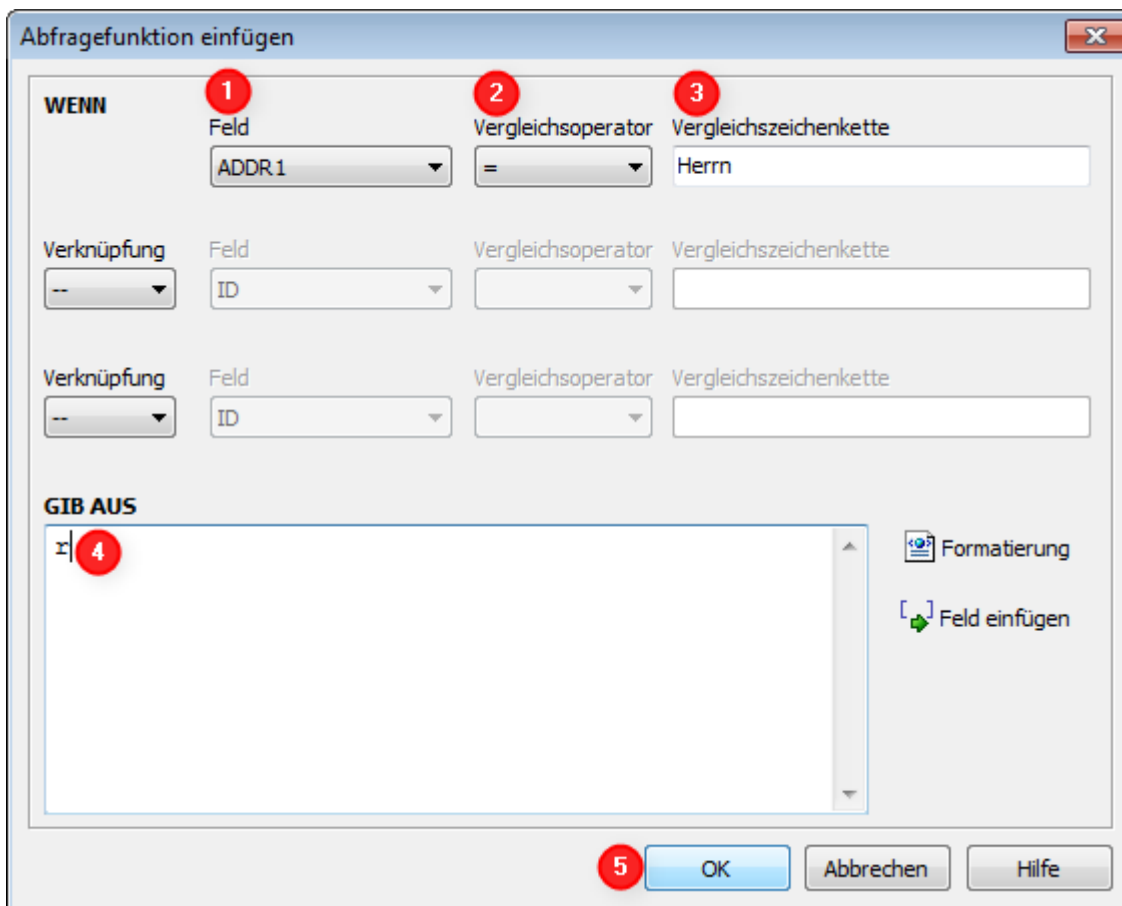 Abfragefunktion einfügen
1 2 3
WENN
Feld Vergleichsoperator Vergleichszeichenkette
ADDR1 = Herrn
Verknüpfung Feld Vergleichsoperator Vergleichszeichenkette
-- ID
Verknüpfung Feld Vergleichsoperator Vergleichszeichenkette
-- ID
GIB AUS
r 4
Formatierung
Feld einfügen
5 OK Abbrechen Hilfe